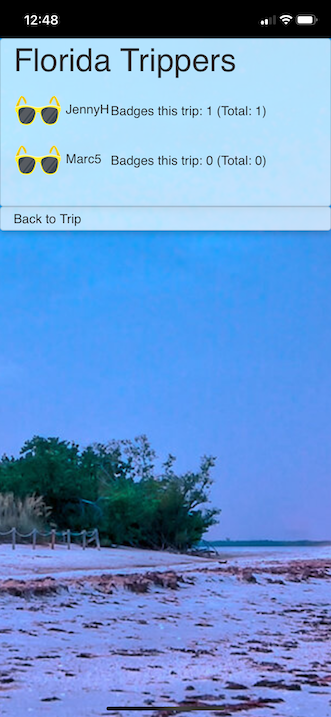 12:48
Florida Trippers
JennyH Badges this trip: 1 (Total: 1)
Marc5 Badges this trip: 0 (Total: 0)
Back to Trip